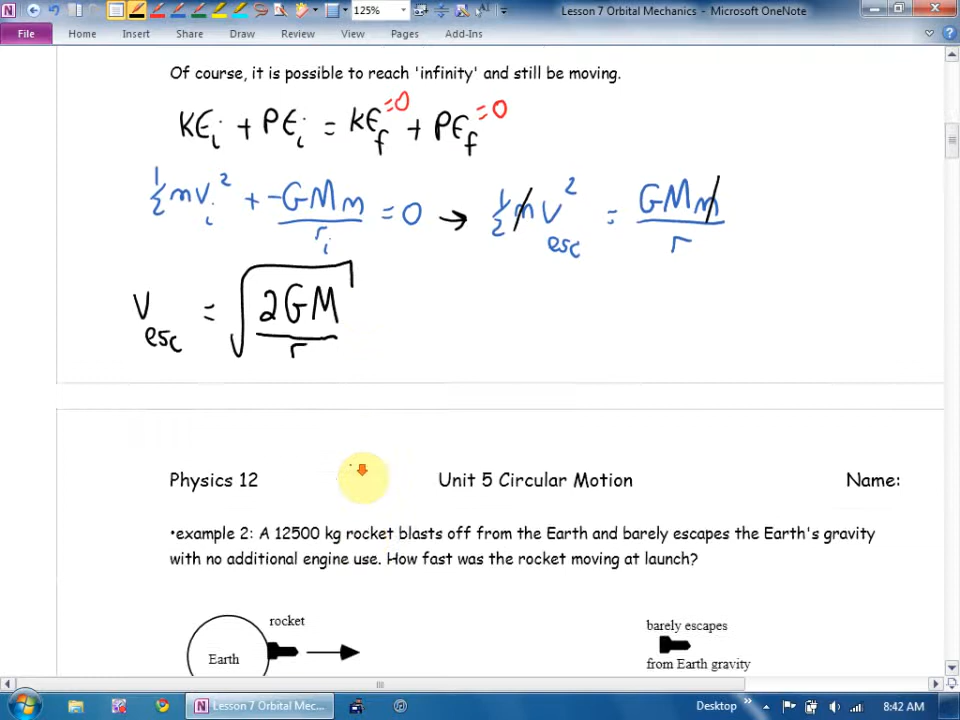 125%
Lesson 7 Orbital Mechanics - Microsoft OneNote
File Home Insert Share Draw Review View Pages Add-Ins
Of course, it is possible to reach 'infinity' and still be moving.
KEi + PEi = KEf=0 + PEf=0
½mvi² + -GMm/ri = 0 → ½mvesc² = GMm/r
vesc = √(2GM/r)
Physics 12 Unit 5 Circular Motion Name:
•example 2: A 12500 kg rocket blasts off from the Earth and barely escapes the Earth's gravity
with no additional engine use. How fast was the rocket moving at launch?
rocket
Earth
barely escapes
from Earth gravity
Lesson 7 Orbital Mec...
Desktop
8:42 AM